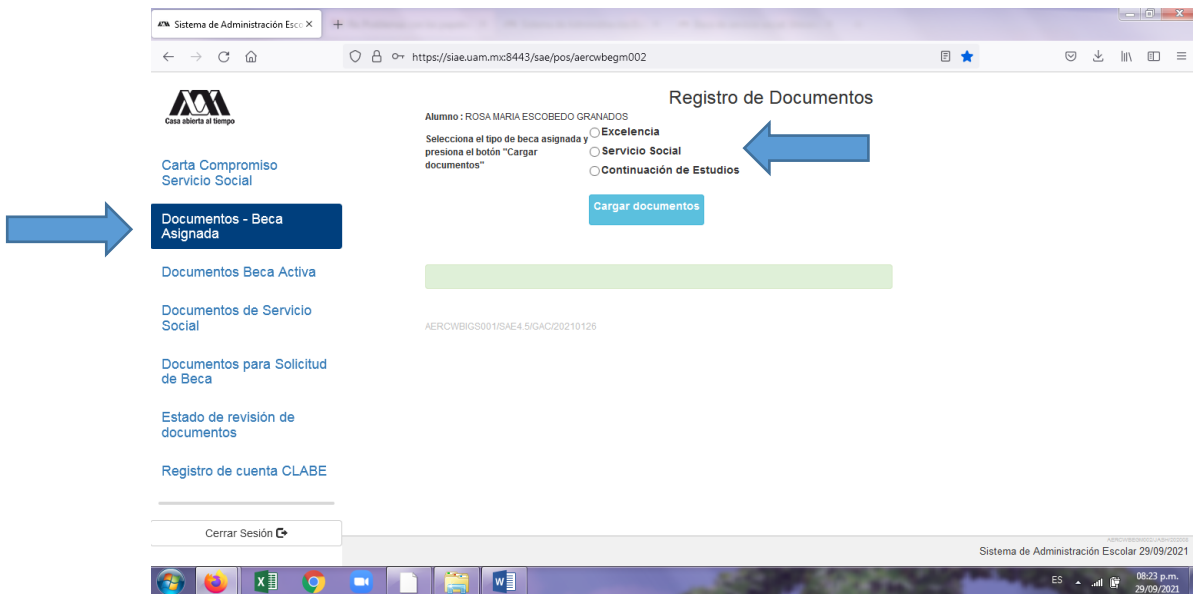 Sistema de Administración Esco
https://siae.uam.mx:8443/sae/pos/aercwbegm002
Casa abierta al tiempo
Carta Compromiso
Servicio Social
Documentos - Beca
Asignada
Documentos Beca Activa
Documentos de Servicio
Social
Documentos para Solicitud
de Beca
Estado de revisión de
documentos
Registro de cuenta CLABE
Cerrar Sesión
Registro de Documentos
Alumno : ROSA MARIA ESCOBEDO GRANADOS
Selecciona el tipo de beca asignada y
presiona el botón "Cargar
documentos"
Excelencia
Servicio Social
Continuación de Estudios
Cargar documentos
AERCWBIGS001/SAE4.5/GAC/20210126
Sistema de Administración Escolar 29/09/2021
ES
08:23 p.m.
29/09/2021